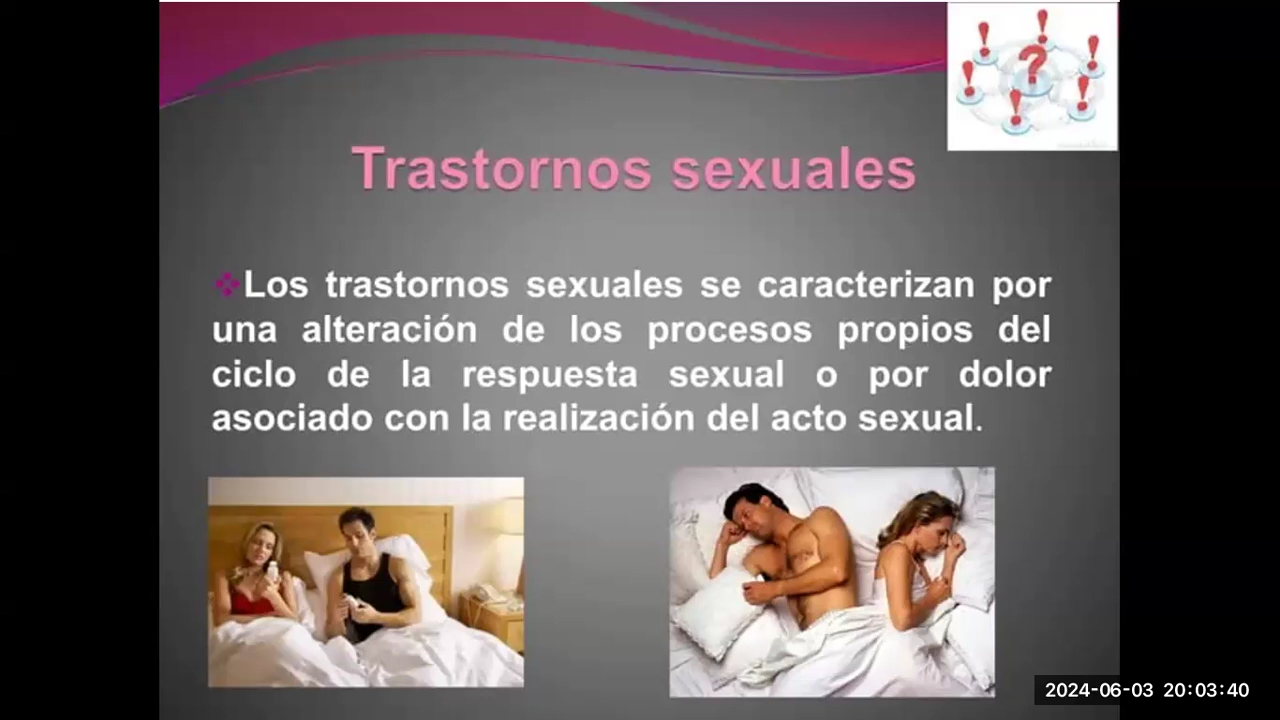 Trastornos sexuales
❖Los trastornos sexuales se caracterizan por
una alteración de los procesos propios del
ciclo de la respuesta sexual o por dolor
asociado con la realización del acto sexual.
2024-06-03 20:03:40